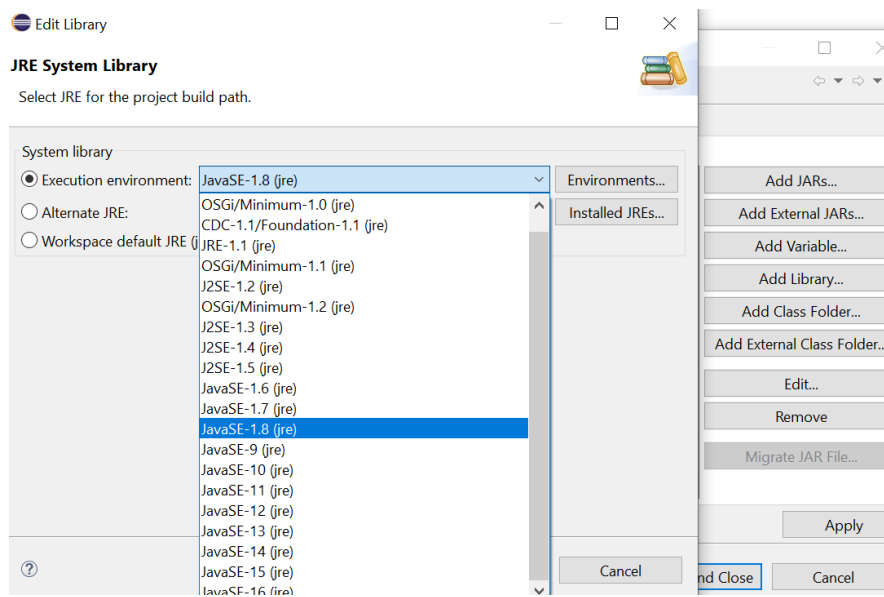 Edit Library
JRE System Library
Select JRE for the project build path.
System library
Execution environment: JavaSE-1.8 (jre) Environments...
Alternate JRE: Installed JREs...
Workspace default JRE (j
OSGi/Minimum-1.0 (jre)
CDC-1.1/Foundation-1.1 (jre)
JRE-1.1 (jre)
OSGi/Minimum-1.1 (jre)
J2SE-1.2 (jre)
OSGi/Minimum-1.2 (jre)
J2SE-1.3 (jre)
J2SE-1.4 (jre)
J2SE-1.5 (jre)
JavaSE-1.6 (jre)
JavaSE-1.7 (jre)
JavaSE-1.8 (jre)
JavaSE-9 (jre)
JavaSE-10 (jre)
JavaSE-11 (jre)
JavaSE-12 (jre)
JavaSE-13 (jre)
JavaSE-14 (jre)
JavaSE-15 (jre)
JavaSE-16 (jre)
?
Cancel
Add JARs...
Add External JARs...
Add Variable...
Add Library...
Add Class Folder...
Add External Class Folder..
Edit...
Remove
Migrate JAR File...
Apply
nd Close
Cancel